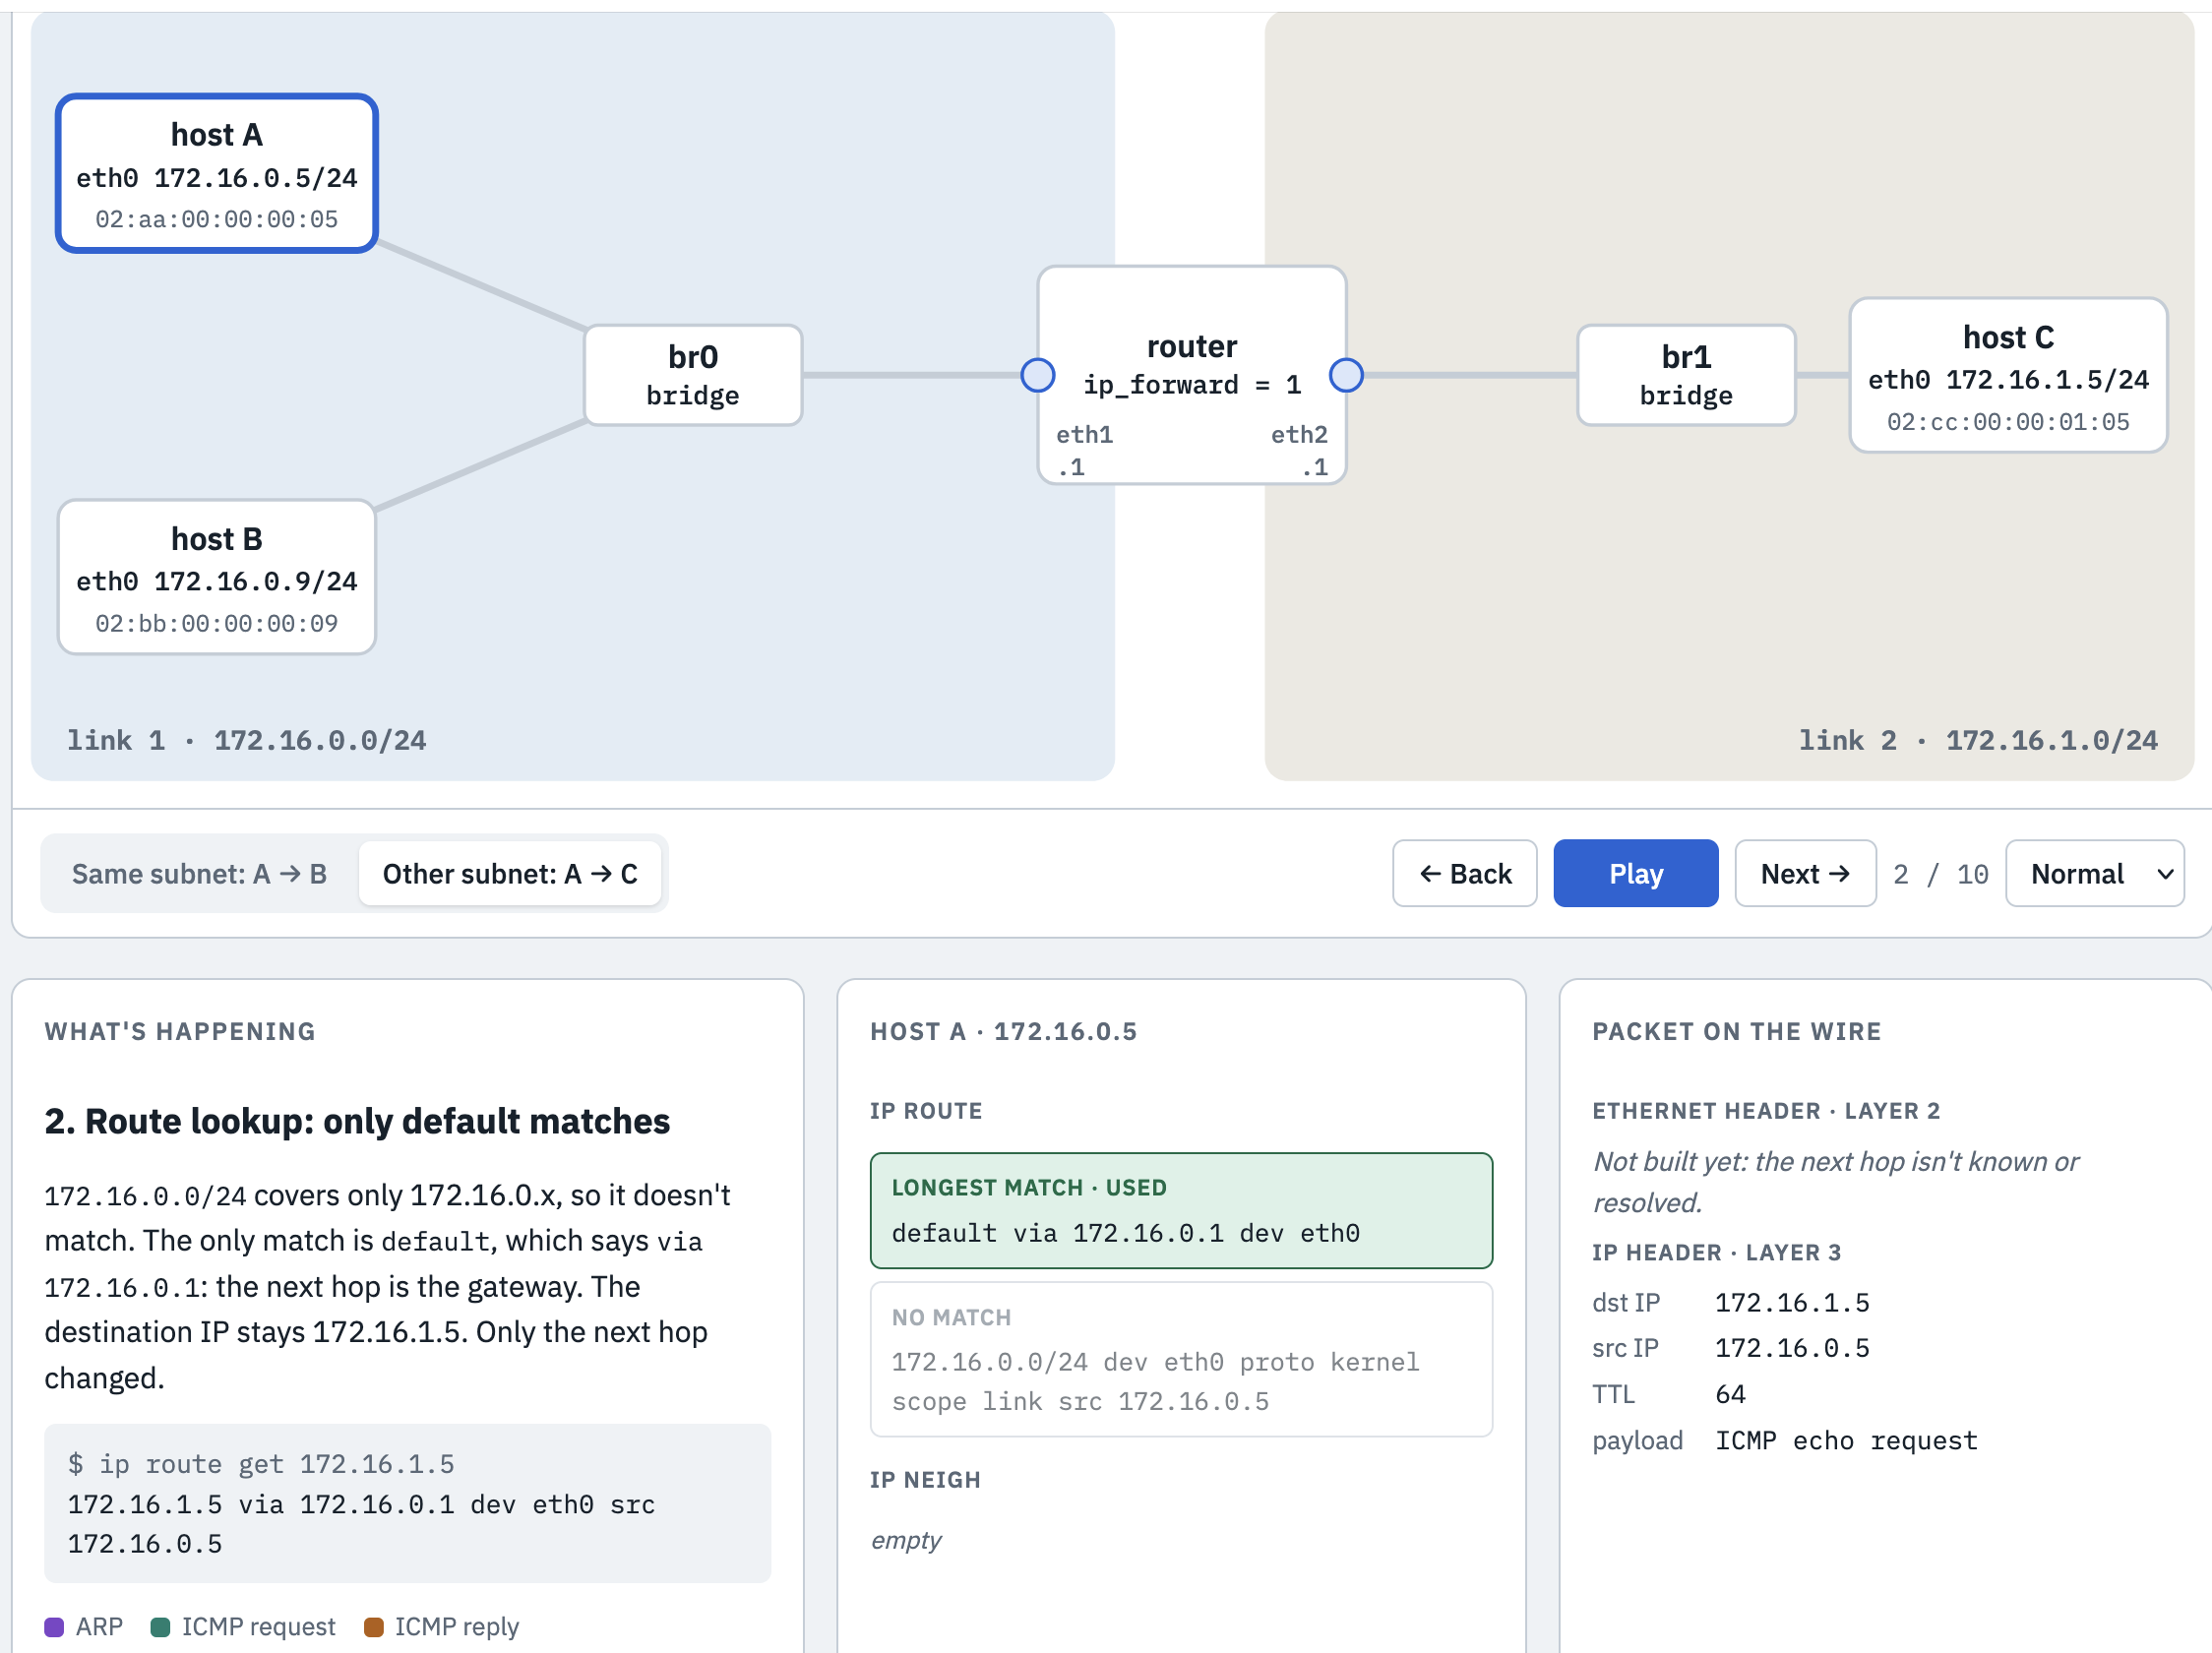 host A
eth0 172.16.0.5/24
02:aa:00:00:00:05
br0
bridge
host B
eth0 172.16.0.9/24
02:bb:00:00:00:09
router
ip_forward = 1
eth1 eth2
.1 .1
br1
bridge
host C
eth0 172.16.1.5/24
02:cc:00:00:01:05
link 1 · 172.16.0.0/24
link 2 · 172.16.1.0/24
Same subnet: A → B
Other subnet: A → C
← Back
Play
Next →
2 / 10
Normal
WHAT'S HAPPENING
2. Route lookup: only default matches
172.16.0.0/24 covers only 172.16.0.x, so it doesn't
match. The only match is default, which says via
172.16.0.1: the next hop is the gateway. The
destination IP stays 172.16.1.5. Only the next hop
changed.
$ ip route get 172.16.1.5
172.16.1.5 via 172.16.0.1 dev eth0 src
172.16.0.5
ARP
ICMP request
ICMP reply
HOST A · 172.16.0.5
IP ROUTE
LONGEST MATCH · USED
default via 172.16.0.1 dev eth0
NO MATCH
172.16.0.0/24 dev eth0 proto kernel
scope link src 172.16.0.5
IP NEIGH
empty
PACKET ON THE WIRE
ETHERNET HEADER · LAYER 2
Not built yet: the next hop isn't known or
resolved.
IP HEADER · LAYER 3
dst IP 172.16.1.5
src IP 172.16.0.5
TTL 64
payload ICMP echo request